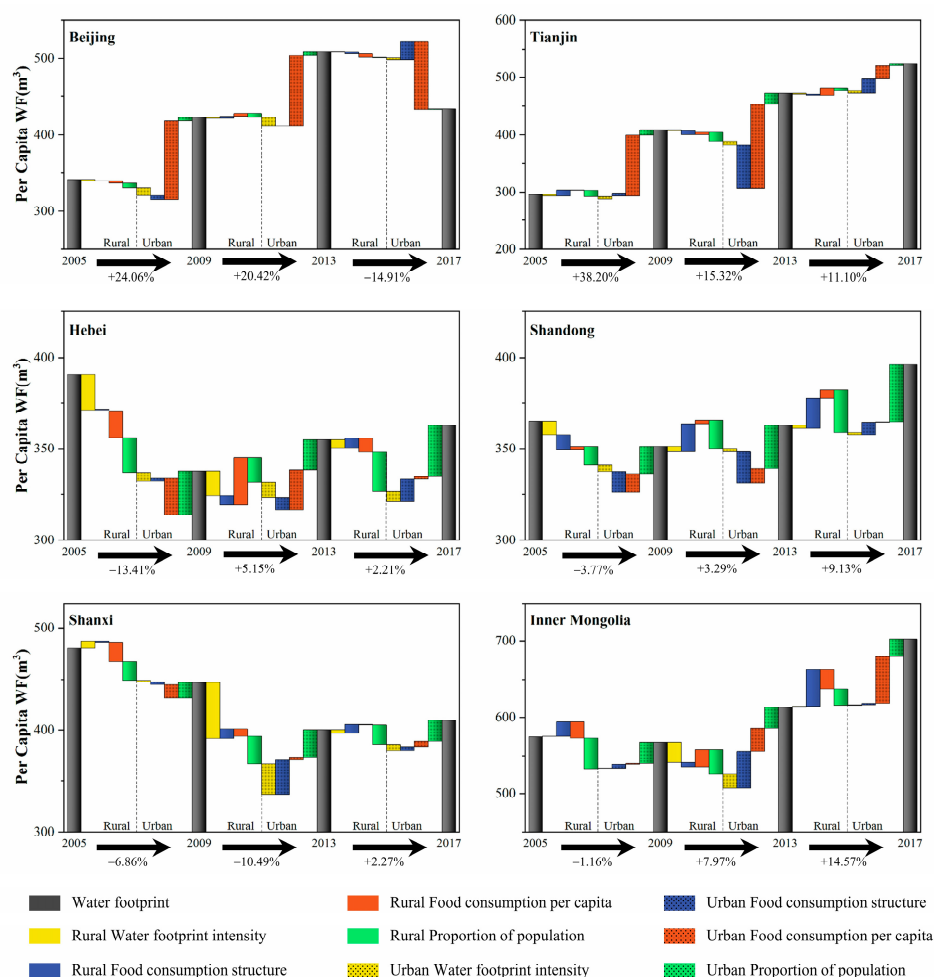 Beijing
Per Capita WF(m³)
500
400
300
Rural Urban Rural Urban Rural Urban
2005 2009 2013 2017
+24.06% +20.42% −14.91%
Tianjin
600
500
400
300
200
Rural Urban Rural Urban Rural Urban
2005 2009 2013 2017
+38.20% +15.32% +11.10%
Hebei
Per Capita WF(m³)
400
350
300
Rural Urban Rural Urban Rural Urban
2005 2009 2013 2017
−13.41% +5.15% +2.21%
Shandong
400
350
300
Rural Urban Rural Urban Rural Urban
2005 2009 2013 2017
−3.77% +3.29% +9.13%
Shanxi
Per Capita WF(m³)
500
400
300
Rural Urban Rural Urban Rural Urban
2005 2009 2013 2017
−6.86% −10.49% +2.27%
Inner Mongolia
700
600
500
Rural Urban Rural Urban Rural Urban
2005 2009 2013 2017
-1.16% +7.97% +14.57%
Water footprint
Rural Food consumption per capita
Urban Food consumption structure
Rural Water footprint intensity
Rural Proportion of population
Urban Food consumption per capita
Rural Food consumption structure
Urban Water footprint intensity
Urban Proportion of population